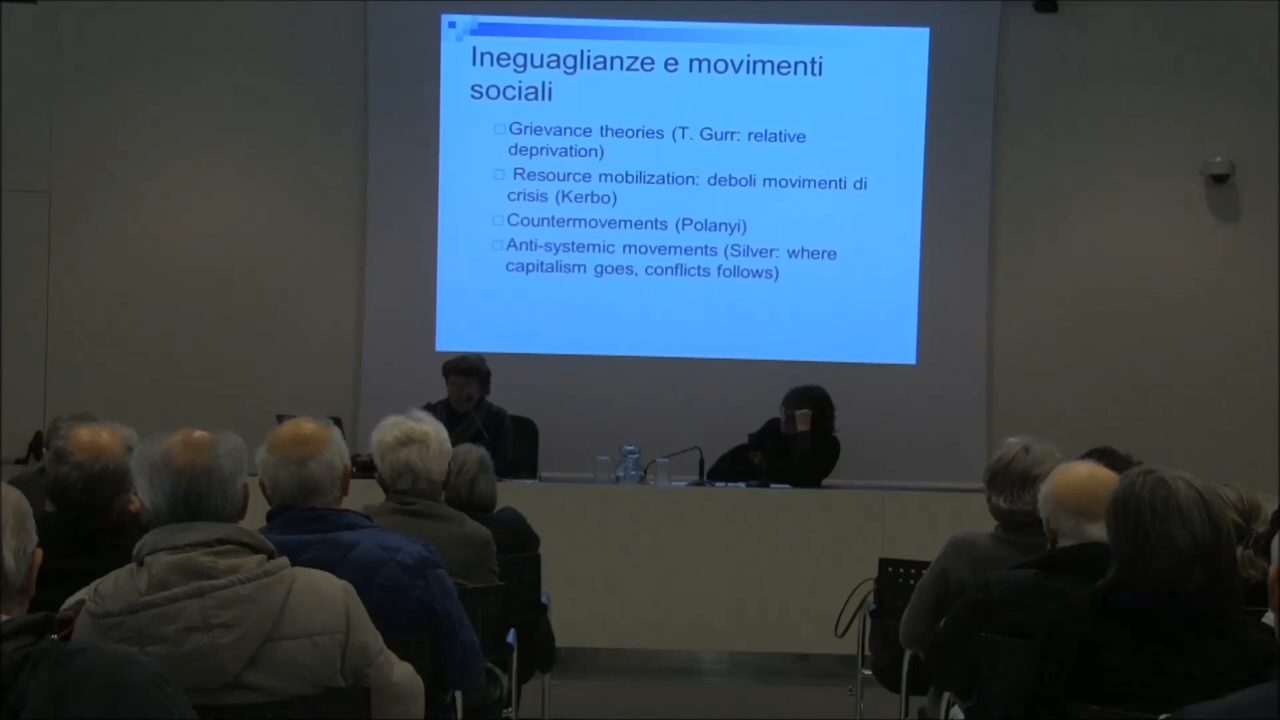 Ineguaglianze e movimenti
sociali
Grievance theories (T. Gurr: relative
deprivation)
Resource mobilization: deboli movimenti di
crisis (Kerbo)
Countermovements (Polanyi)
Anti-systemic movements (Silver: where
capitalism goes, conflicts follows)